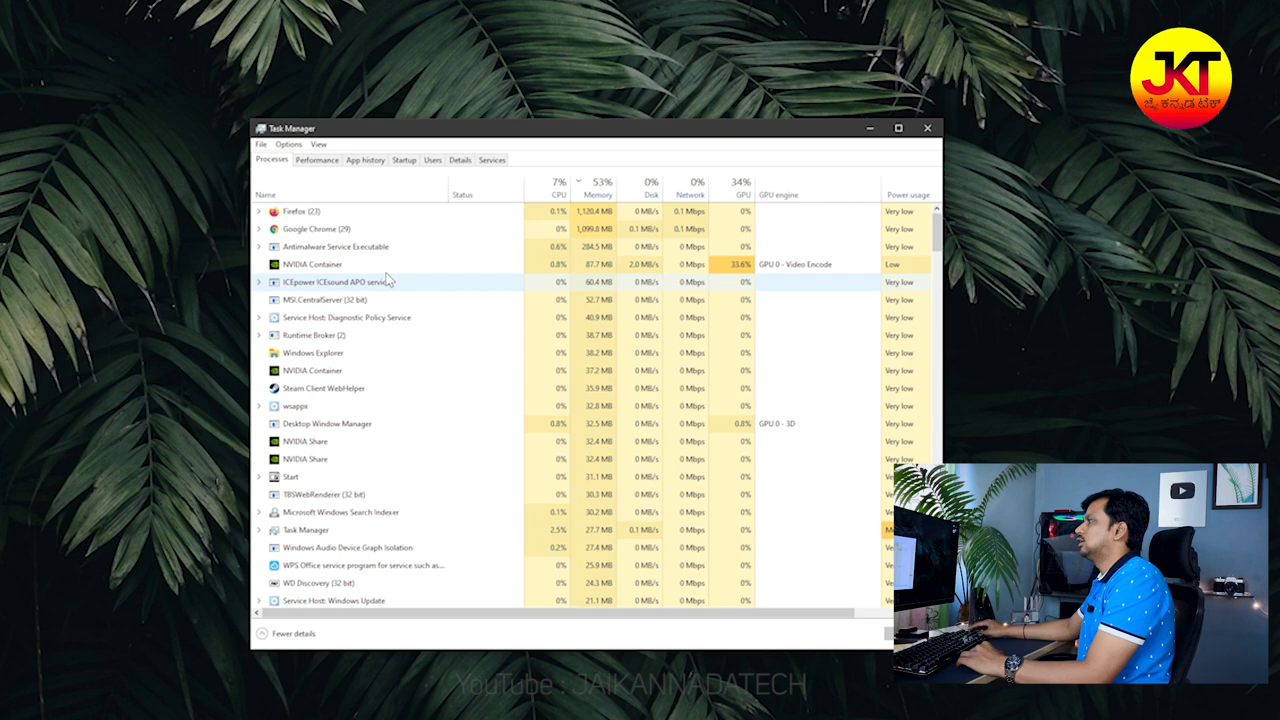 JKT
ಜೈ ಕನ್ನಡ ಟೆಕ್
Task Manager
File Options View
Processes Performance App history Startup Users Details Services
7% 53% 0% 0% 34%
Name Status CPU Memory Disk Network GPU GPU engine Power usage
Firefox (23) 0.1% 1,120.4 MB 0 MB/s 0.1 Mbps 0% Very low
Google Chrome (29) 0% 1,099.8 MB 0.1 MB/s 0.1 Mbps 0% Very low
Antimalware Service Executable 0.6% 284.5 MB 0 MB/s 0 Mbps 0% Very low
NVIDIA Container 0.8% 87.7 MB 2.0 MB/s 0 Mbps 33.6% GPU 0 - Video Encode Low
ICEpower ICEsound APO 0% 60.4 MB 0 MB/s 0 Mbps 0% Very low
MSI.CentralServer (32 bit) 0% 52.7 MB 0 MB/s 0 Mbps 0% Very low
Service Host: Diagnostic Policy Service 0% 40.9 MB 0 MB/s 0 Mbps 0% Very low
Runtime Broker (2) 0% 38.7 MB 0 MB/s 0 Mbps 0% Very low
Windows Explorer 0% 38.2 MB 0 MB/s 0 Mbps 0% Very low
NVIDIA Container 0% 37.2 MB 0 MB/s 0 Mbps 0% Very low
Steam Client WebHelper 0% 35.9 MB 0 MB/s 0 Mbps 0% Very low
wsappx 0% 32.8 MB 0 MB/s 0 Mbps 0% Very low
Desktop Window Manager 0.8% 32.5 MB 0 MB/s 0 Mbps 0.8% GPU 0 - 3D Very low
NVIDIA Share 0% 32.4 MB 0 MB/s 0 Mbps 0% Very low
NVIDIA Share 0% 32.4 MB 0 MB/s 0 Mbps 0% Very low
Start 0% 31.1 MB 0 MB/s 0 Mbps 0%
TBSWebRenderer (32 bit) 0% 30.3 MB 0 MB/s 0 Mbps 0%
Microsoft Windows Search Indexer 0.1% 30.2 MB 0 MB/s 0 Mbps 0%
Task Manager 2.5% 27.7 MB 0.1 MB/s 0 Mbps 0%
Windows Audio Device Graph Isolation 0.2% 27.4 MB 0 MB/s 0 Mbps 0%
WPS Office service program for service such as... 0% 25.9 MB 0 MB/s 0 Mbps 0%
WD Discovery (32 bit) 0% 24.3 MB 0 MB/s 0 Mbps 0%
Service Host: Windows Update 0% 21.1 MB 0 MB/s 0 Mbps 0%
Fewer details
YouTube : JAIKANNADATECH